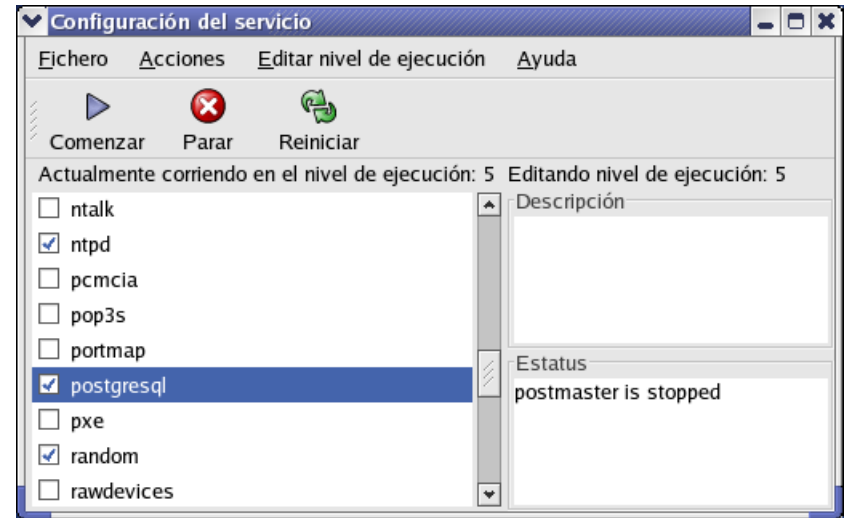 Configuración del servicio
Fichero Acciones Editar nivel de ejecución Ayuda
Comenzar Parar Reiniciar
Actualmente corriendo en el nivel de ejecución: 5 Editando nivel de ejecución: 5
ntalk
ntpd
pcmcia
pop3s
portmap
postgresql
pxe
random
rawdevices
Descripción
Estatus
postmaster is stopped